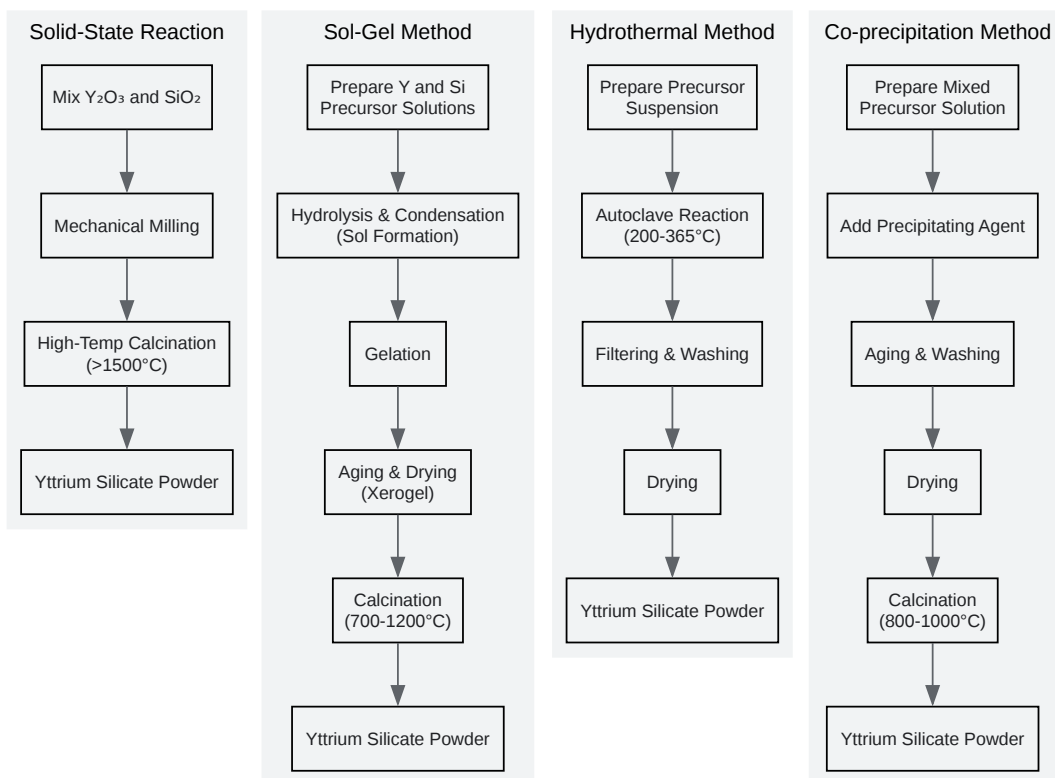 Solid-State Reaction
Mix Y₂O₃ and SiO₂
Mechanical Milling
High-Temp Calcination
(>1500°C)
Yttrium Silicate Powder
Sol-Gel Method
Prepare Y and Si
Precursor Solutions
Hydrolysis & Condensation
(Sol Formation)
Gelation
Aging & Drying
(Xerogel)
Calcination
(700-1200°C)
Yttrium Silicate Powder
Hydrothermal Method
Prepare Precursor
Suspension
Autoclave Reaction
(200-365°C)
Filtering & Washing
Drying
Yttrium Silicate Powder
Co-precipitation Method
Prepare Mixed
Precursor Solution
Add Precipitating Agent
Aging & Washing
Drying
Calcination
(800-1000°C)
Yttrium Silicate Powder